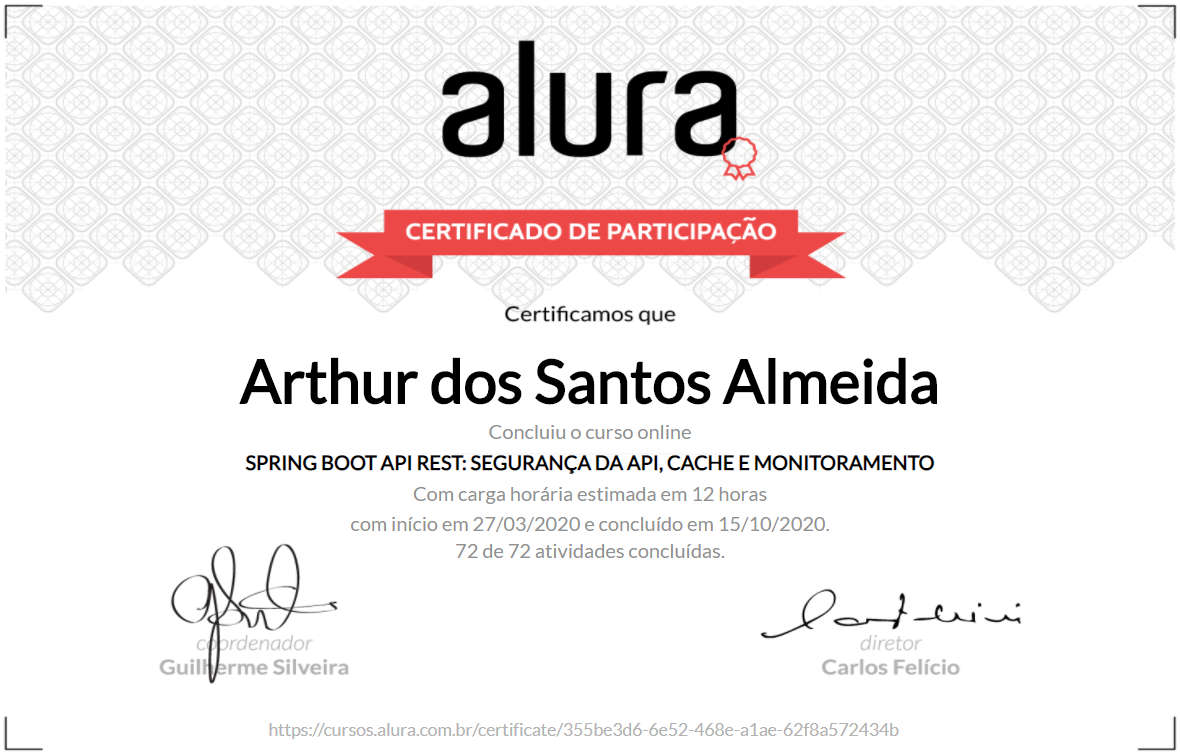 alura
CERTIFICADO DE PARTICIPAÇÃO
Certificamos que
Arthur dos Santos Almeida
Concluiu o curso online
SPRING BOOT API REST: SEGURANÇA DA API, CACHE E MONITORAMENTO
Com carga horária estimada em 12 horas
com início em 27/03/2020 e concluído em 15/10/2020.
72 de 72 atividades concluídas.
coordenador
Guilherme Silveira
diretor
Carlos Felício
https://cursos.alura.com.br/certificate/355be3d6-6e52-468e-a1ae-62f8a572434b